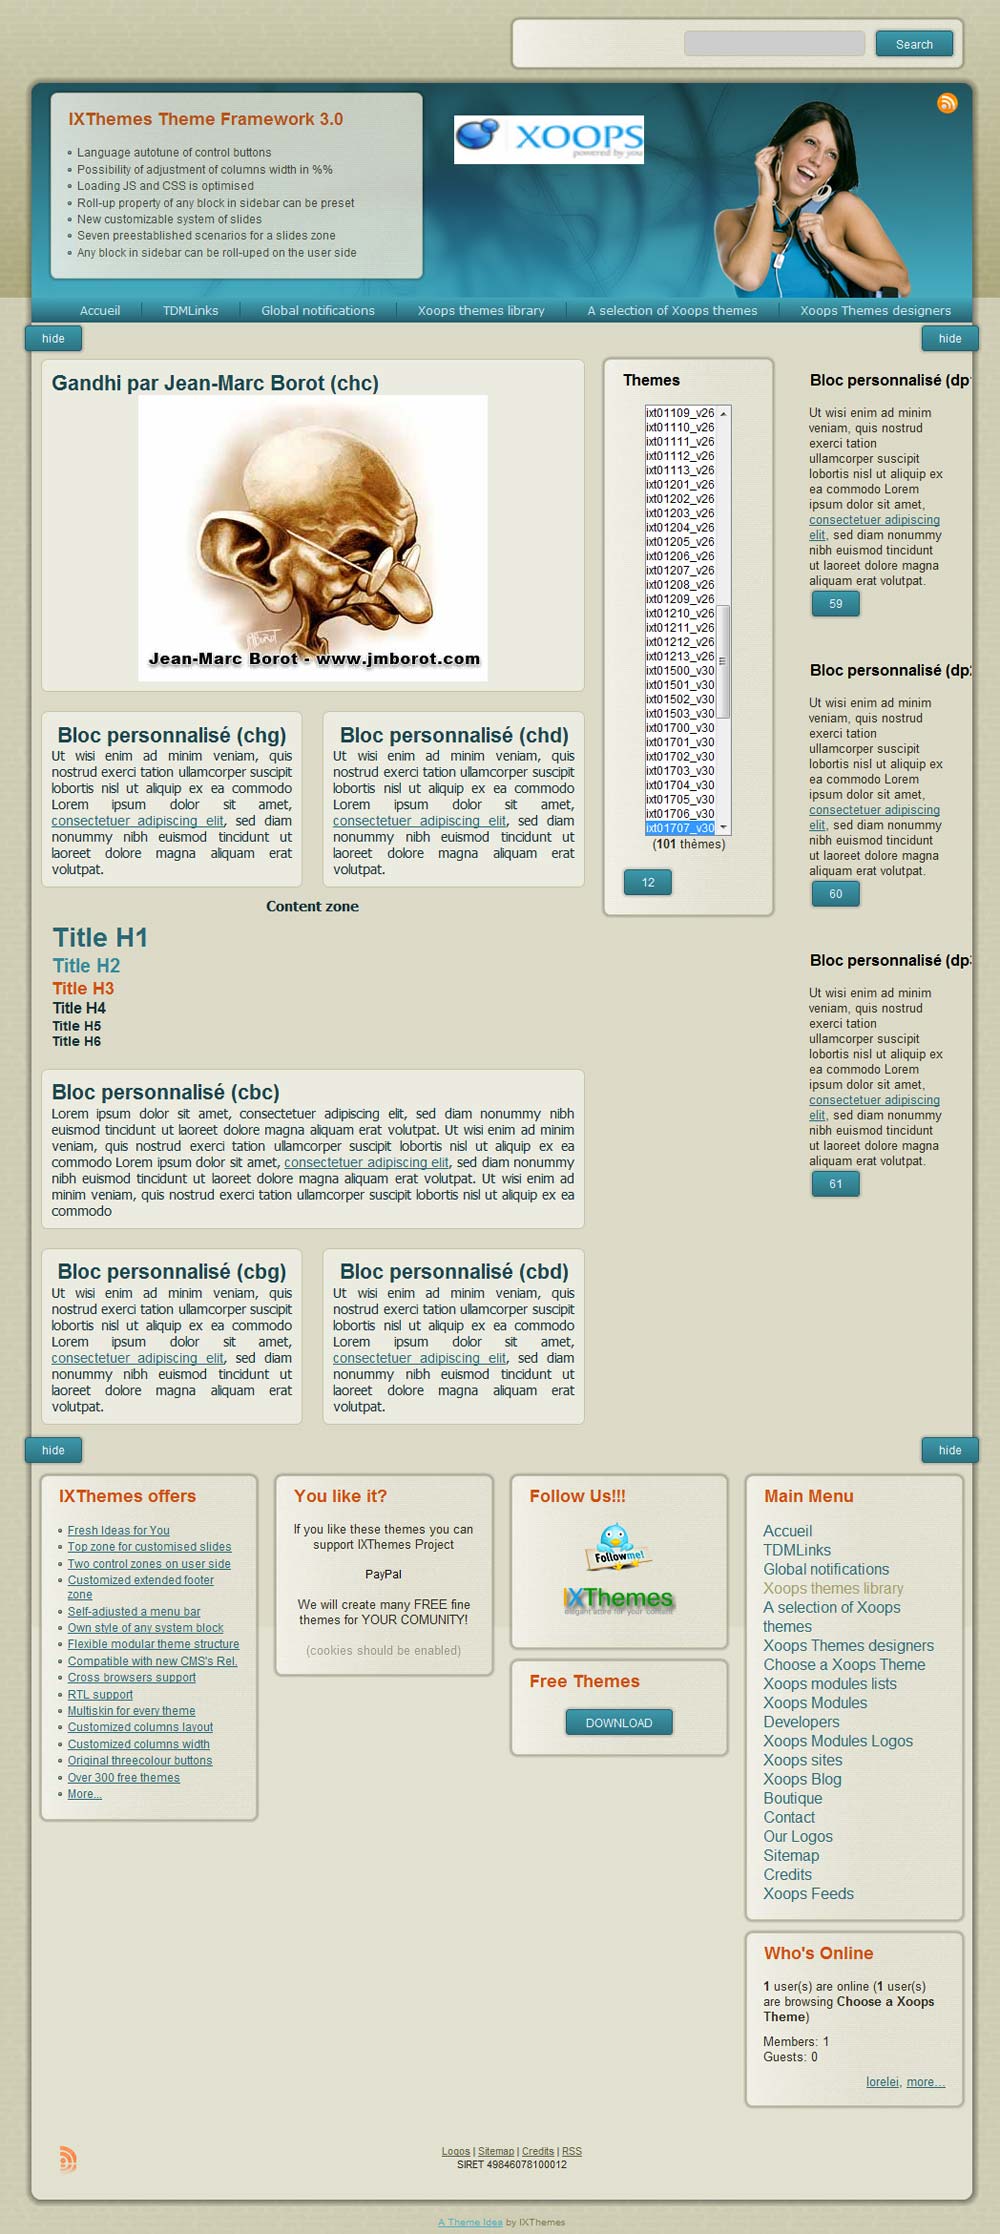 Search
IXThemes Theme Framework 3.0
Language autotune of control buttons
Possibility of adjustment of columns width in %%
Loading JS and CSS is optimised
Roll-up property of any block in sidebar can be preset
New customizable system of slides
Seven preestablished scenarios for a slides zone
Any block in sidebar can be roll-uped on the user side
XOOPS
powered by you
Accueil
TDMLinks
Global notifications
Xoops themes library
A selection of Xoops themes
Xoops Themes designers
hide
hide
Gandhi par Jean-Marc Borot (chc)
Jean-Marc Borot - www.jmborot.com
Bloc personnalisé (chg)
Ut wisi enim ad minim veniam, quis
nostrud exerci tation ullamcorper suscipit
lobortis nisl ut aliquip ex ea commodo
Lorem ipsum dolor sit amet,
consectetuer adipiscing elit, sed diam
nonummy nibh euismod tincidunt ut
laoreet dolore magna aliquam erat
volutpat.
Bloc personnalisé (chd)
Ut wisi enim ad minim veniam, quis
nostrud exerci tation ullamcorper suscipit
lobortis nisl ut aliquip ex ea commodo
Lorem ipsum dolor sit amet,
consectetuer adipiscing elit, sed diam
nonummy nibh euismod tincidunt ut
laoreet dolore magna aliquam erat
volutpat.
Content zone
Title H1
Title H2
Title H3
Title H4
Title H5
Title H6
Bloc personnalisé (cbc)
Lorem ipsum dolor sit amet, consectetuer adipiscing elit, sed diam nonummy nibh
euismod tincidunt ut laoreet dolore magna aliquam erat volutpat. Ut wisi enim ad minim
veniam, quis nostrud exerci tation ullamcorper suscipit lobortis nisl ut aliquip ex ea
commodo Lorem ipsum dolor sit amet, consectetuer adipiscing elit, sed diam nonummy
nibh euismod tincidunt ut laoreet dolore magna aliquam erat volutpat. Ut wisi enim ad
minim veniam, quis nostrud exerci tation ullamcorper suscipit lobortis nisl ut aliquip ex ea
commodo
Bloc personnalisé (cbg)
Ut wisi enim ad minim veniam, quis
nostrud exerci tation ullamcorper suscipit
lobortis nisl ut aliquip ex ea commodo
Lorem ipsum dolor sit amet,
consectetuer adipiscing elit, sed diam
nonummy nibh euismod tincidunt ut
laoreet dolore magna aliquam erat
volutpat.
Bloc personnalisé (cbd)
Ut wisi enim ad minim veniam, quis
nostrud exerci tation ullamcorper suscipit
lobortis nisl ut aliquip ex ea commodo
Lorem ipsum dolor sit amet,
consectetuer adipiscing elit, sed diam
nonummy nibh euismod tincidunt ut
laoreet dolore magna aliquam erat
volutpat.
Themes
ixt01109_v26
ixt01110_v26
ixt01111_v26
ixt01112_v26
ixt01113_v26
ixt01201_v26
ixt01202_v26
ixt01203_v26
ixt01204_v26
ixt01205_v26
ixt01206_v26
ixt01207_v26
ixt01208_v26
ixt01209_v26
ixt01210_v26
ixt01211_v26
ixt01212_v26
ixt01213_v26
ixt01500_v30
ixt01501_v30
ixt01502_v30
ixt01503_v30
ixt01700_v30
ixt01701_v30
ixt01702_v30
ixt01703_v30
ixt01704_v30
ixt01705_v30
ixt01706_v30
ixt01707_v30
(101 thèmes)
12
Bloc personnalisé (dp
Ut wisi enim ad minim
veniam, quis nostrud
exerci tation
ullamcorper suscipit
lobortis nisl ut aliquip ex
ea commodo Lorem
ipsum dolor sit amet,
consectetuer adipiscing
elit, sed diam nonummy
nibh euismod tincidunt
ut laoreet dolore magna
aliquam erat volutpat.
59
Bloc personnalisé (dp
Ut wisi enim ad minim
veniam, quis nostrud
exerci tation
ullamcorper suscipit
lobortis nisl ut aliquip ex
ea commodo Lorem
ipsum dolor sit amet,
consectetuer adipiscing
elit, sed diam nonummy
nibh euismod tincidunt
ut laoreet dolore magna
aliquam erat volutpat.
60
Bloc personnalisé (dp
Ut wisi enim ad minim
veniam, quis nostrud
exerci tation
ullamcorper suscipit
lobortis nisl ut aliquip ex
ea commodo Lorem
ipsum dolor sit amet,
consectetuer adipiscing
elit, sed diam nonummy
nibh euismod tincidunt
ut laoreet dolore magna
aliquam erat volutpat.
61
hide
hide
IXThemes offers
Fresh Ideas for You
Top zone for customised slides
Two control zones on user side
Customized extended footer
zone
Self-adjusted a menu bar
Own style of any system block
Flexible modular theme structure
Compatible with new CMS's Rel.
Cross browsers support
RTL support
Multiskin for every theme
Customized columns layout
Customized columns width
Original threecolour buttons
Over 300 free themes
More...
You like it?
If you like these themes you can
support IXThemes Project
PayPal
We will create many FREE fine
themes for YOUR COMUNITY!
(cookies should be enabled)
Follow Us!!!
Follow me!
IXThemes
elegant attire for your content
Free Themes
DOWNLOAD
Main Menu
Accueil
TDMLinks
Global notifications
Xoops themes library
A selection of Xoops
themes
Xoops Themes designers
Choose a Xoops Theme
Xoops modules lists
Xoops Modules
Developers
Xoops Modules Logos
Xoops sites
Xoops Blog
Boutique
Contact
Our Logos
Sitemap
Credits
Xoops Feeds
Who's Online
1 user(s) are online (1 user(s)
are browsing Choose a Xoops
Theme)
Members: 1
Guests: 0
lorelei, more...
Logos | Sitemap | Credits | RSS
SIRET 49846078100012
A Theme Idea by IXThemes